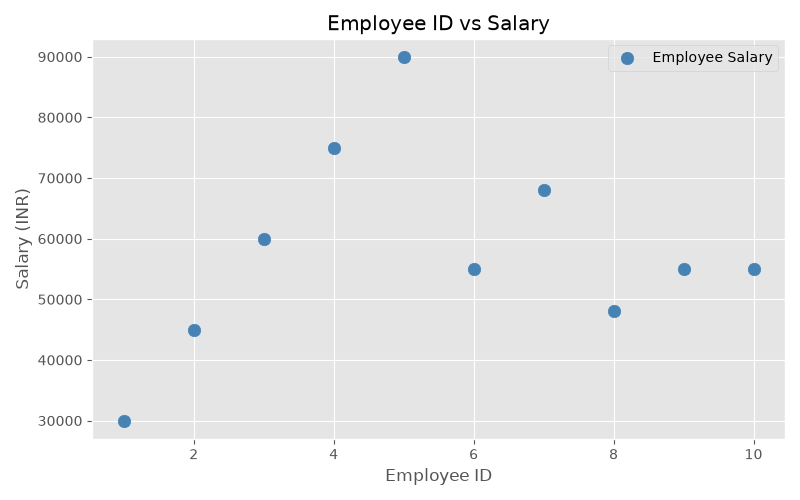 Employee ID vs Salary
Employee Salary
90000
80000
70000
60000
50000
40000
30000
Salary (INR)
2 4 6 8 10
Employee ID